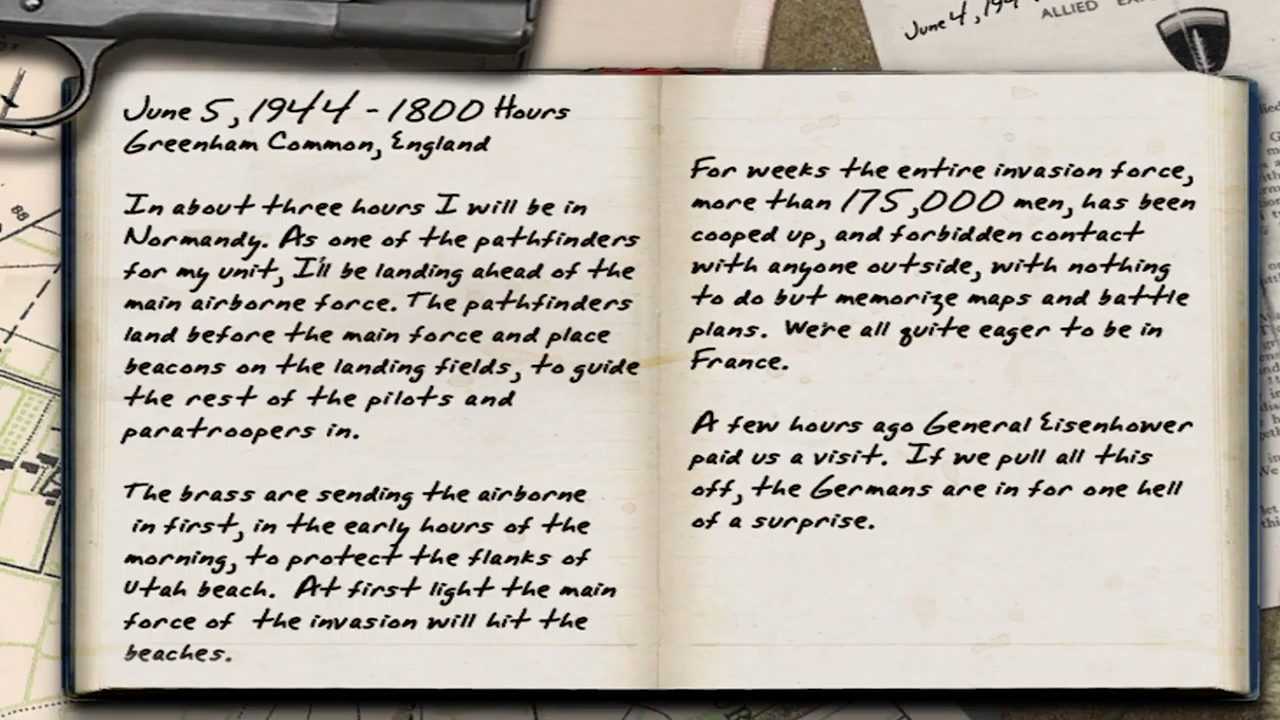 June 4, 194
ALLIED
June 5, 1944 - 1800 Hours
Greenham Common, England
In about three hours I will be in
Normandy. As one of the pathfinders
for my unit, I'll be landing ahead of the
main airborne force. The pathfinders
land before the main force and place
beacons on the landing fields, to guide
the rest of the pilots and
paratroopers in.
The brass are sending the airborne
in first, in the early hours of the
morning, to protect the flanks of
Utah beach. At first light the main
force of the invasion will hit the
beaches.
For weeks the entire invasion force,
more than 175,000 men, has been
cooped up, and forbidden contact
with anyone outside, with nothing
to do but memorize maps and battle
plans. We're all quite eager to be in
France.
A few hours ago General Eisenhower
paid us a visit. If we pull all this
off, the Germans are in for one hell
of a surprise.
88